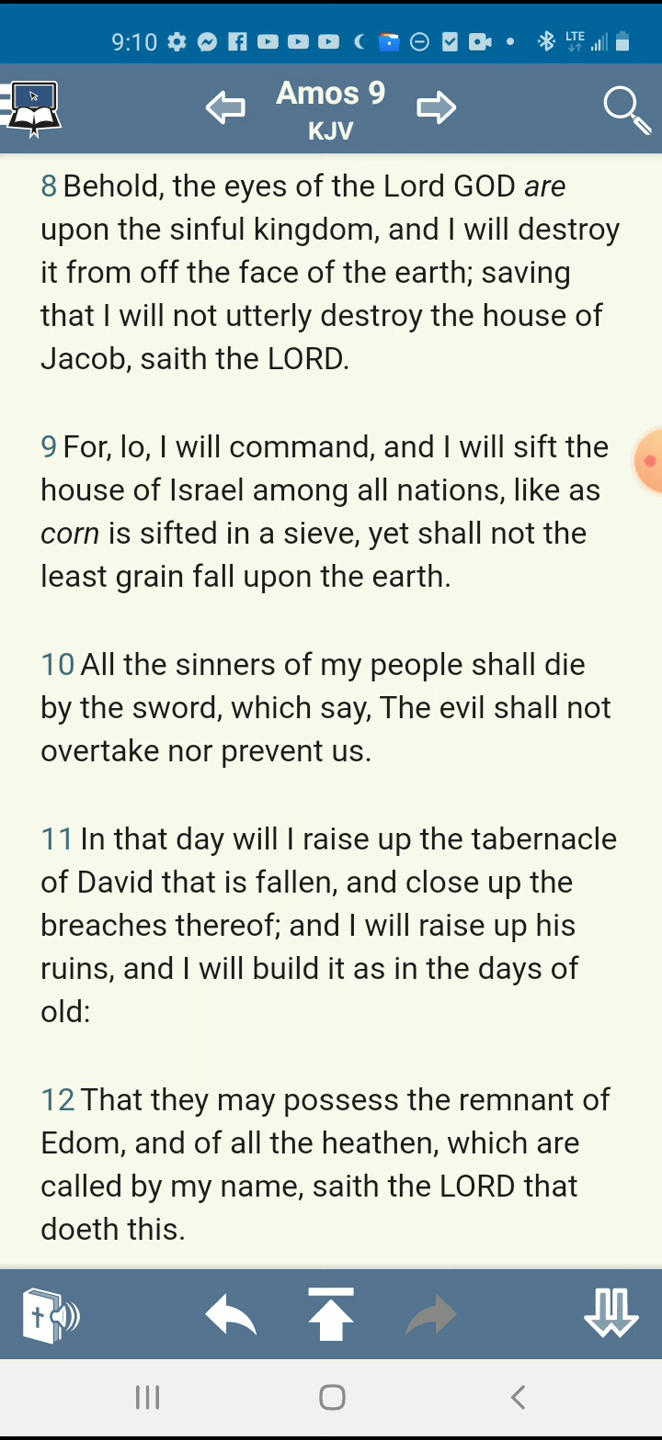 9:10
LTE
Amos 9
KJV
8 Behold, the eyes of the Lord GOD are
upon the sinful kingdom, and I will destroy
it from off the face of the earth; saving
that I will not utterly destroy the house of
Jacob, saith the LORD.
9 For, lo, I will command, and I will sift the
house of Israel among all nations, like as
corn is sifted in a sieve, yet shall not the
least grain fall upon the earth.
10 All the sinners of my people shall die
by the sword, which say, The evil shall not
overtake nor prevent us.
11 In that day will I raise up the tabernacle
of David that is fallen, and close up the
breaches thereof; and I will raise up his
ruins, and I will build it as in the days of
old:
12 That they may possess the remnant of
Edom, and of all the heathen, which are
called by my name, saith the LORD that
doeth this.